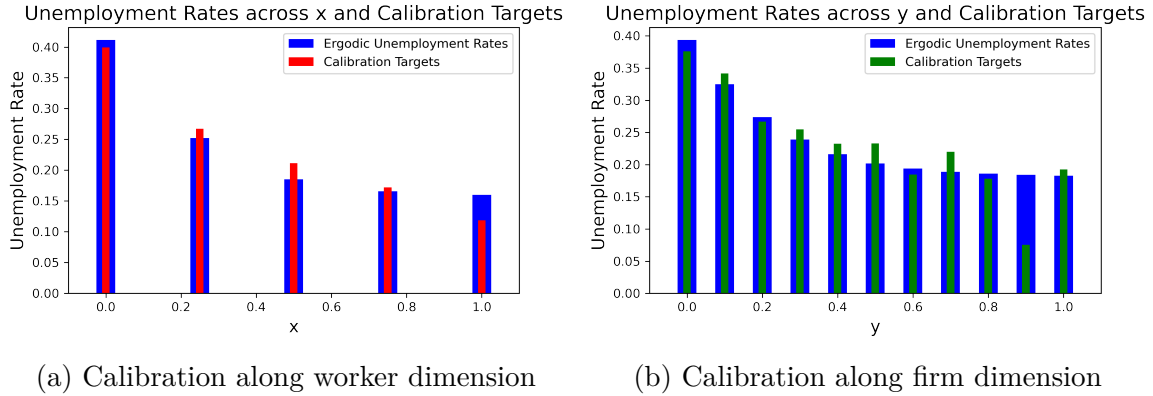 Unemployment Rates across x and Calibration Targets
Unemployment Rate
0.40
0.35
0.30
0.25
0.20
0.15
0.10
0.05
0.00
Ergodic Unemployment Rates
Calibration Targets
0.0 0.2 0.4 0.6 0.8 1.0
x
(a) Calibration along worker dimension
Unemployment Rates across y and Calibration Targets
Unemployment Rate
0.40
0.35
0.30
0.25
0.20
0.15
0.10
0.05
0.00
Ergodic Unemployment Rates
Calibration Targets
0.0 0.2 0.4 0.6 0.8 1.0
y
(b) Calibration along firm dimension